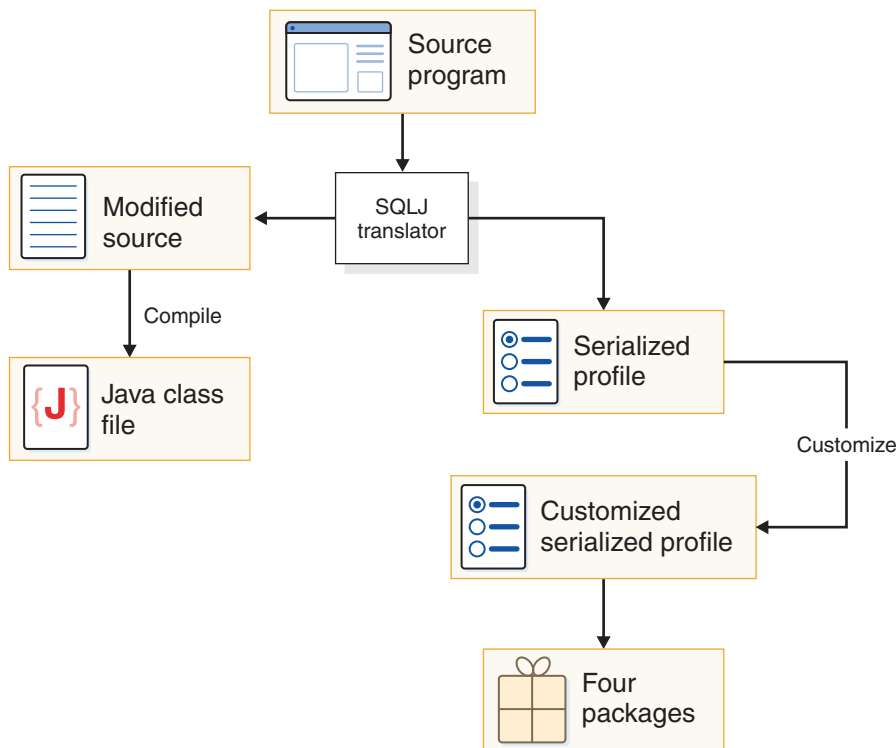 Source
program
SQLJ
translator
Modified
source
Compile
{J}
Java class
file
Serialized
profile
Customize
Customized
serialized profile
Four
packages